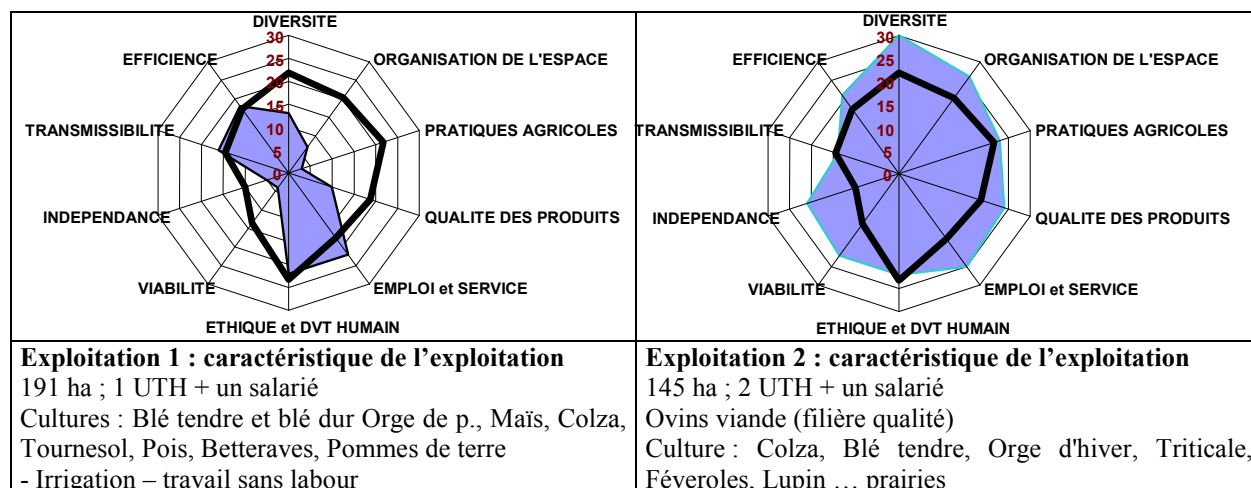 DIVERSITE
30
25
20
15
10
5
0
ORGANISATION DE L'ESPACE
PRATIQUES AGRICOLES
QUALITE DES PRODUITS
EMPLOI et SERVICE
ETHIQUE et DVT HUMAIN
VIABILITE
INDEPENDANCE
TRANSMISSIBILITE
EFFICIENCE
DIVERSITE
30
25
20
15
10
5
0
ORGANISATION DE L'ESPACE
PRATIQUES AGRICOLES
QUALITE DES PRODUITS
EMPLOI et SERVICE
ETHIQUE et DVT HUMAIN
VIABILITE
INDEPENDANCE
TRANSMISSIBILITE
EFFICIENCE
Exploitation 1 : caractéristique de l'exploitation
191 ha ; 1 UTH + un salarié
Cultures : Blé tendre et blé dur Orge de p., Maïs, Colza,
Tournesol, Pois, Betteraves, Pommes de terre
- Irrigation – travail sans labour
Exploitation 2 : caractéristique de l'exploitation
145 ha ; 2 UTH + un salarié
Ovins viande (filière qualité)
Culture : Colza, Blé tendre, Orge d'hiver, Triticale,
Féveroles, Lupin … prairies